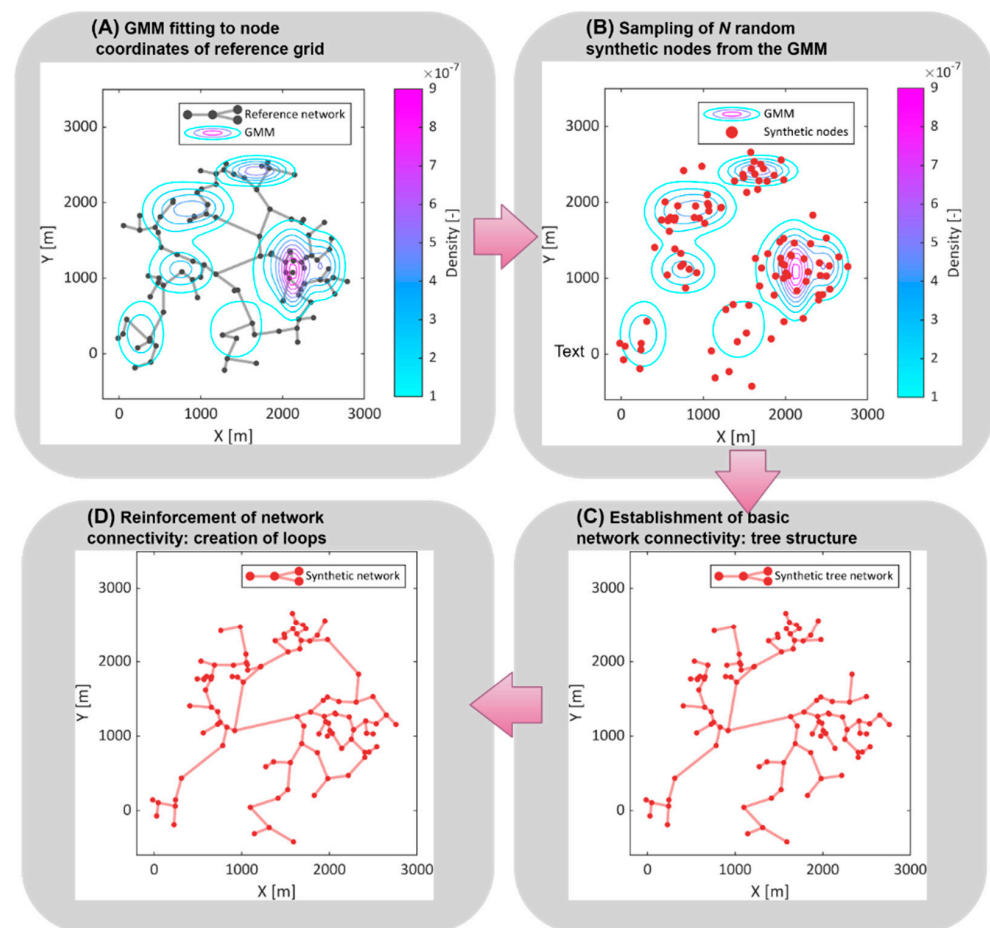 (A) GMM fitting to node
coordinates of reference grid
×10⁻⁷
Reference network
GMM
3000
2000
1000
0
Y [m]
0 1000 2000 3000
X [m]
9
8
7
6
5
4
3
2
1
Density [-]
(B) Sampling of N random
synthetic nodes from the GMM
×10⁻⁷
GMM
Synthetic nodes
3000
2000
1000
Text 0
Y [m]
0 1000 2000 3000
X [m]
9
8
7
6
5
4
3
2
1
Density [-]
(D) Reinforcement of network
connectivity: creation of loops
Synthetic network
3000
2000
1000
0
Y [m]
0 1000 2000 3000
X [m]
(C) Establishment of basic
network connectivity: tree structure
Synthetic tree network
3000
2000
1000
0
Y [m]
0 1000 2000 3000
X [m]